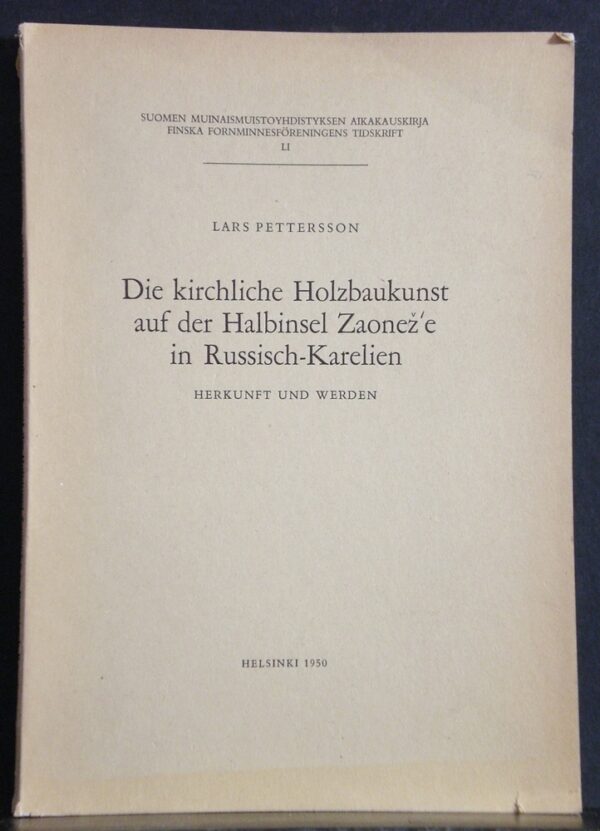 SUOMEN MUINAISMUISTOYHDISTYKSEN AIKAKAUSKIRJA
FINSKA FORNMINNESFÖRENINGENS TIDSKRIFT
LI
LARS PETTERSSON
Die kirchliche Holzbaukunst
auf der Halbinsel Zaonež'e
in Russisch-Karelien
HERKUNFT UND WERDEN
HELSINKI 1950